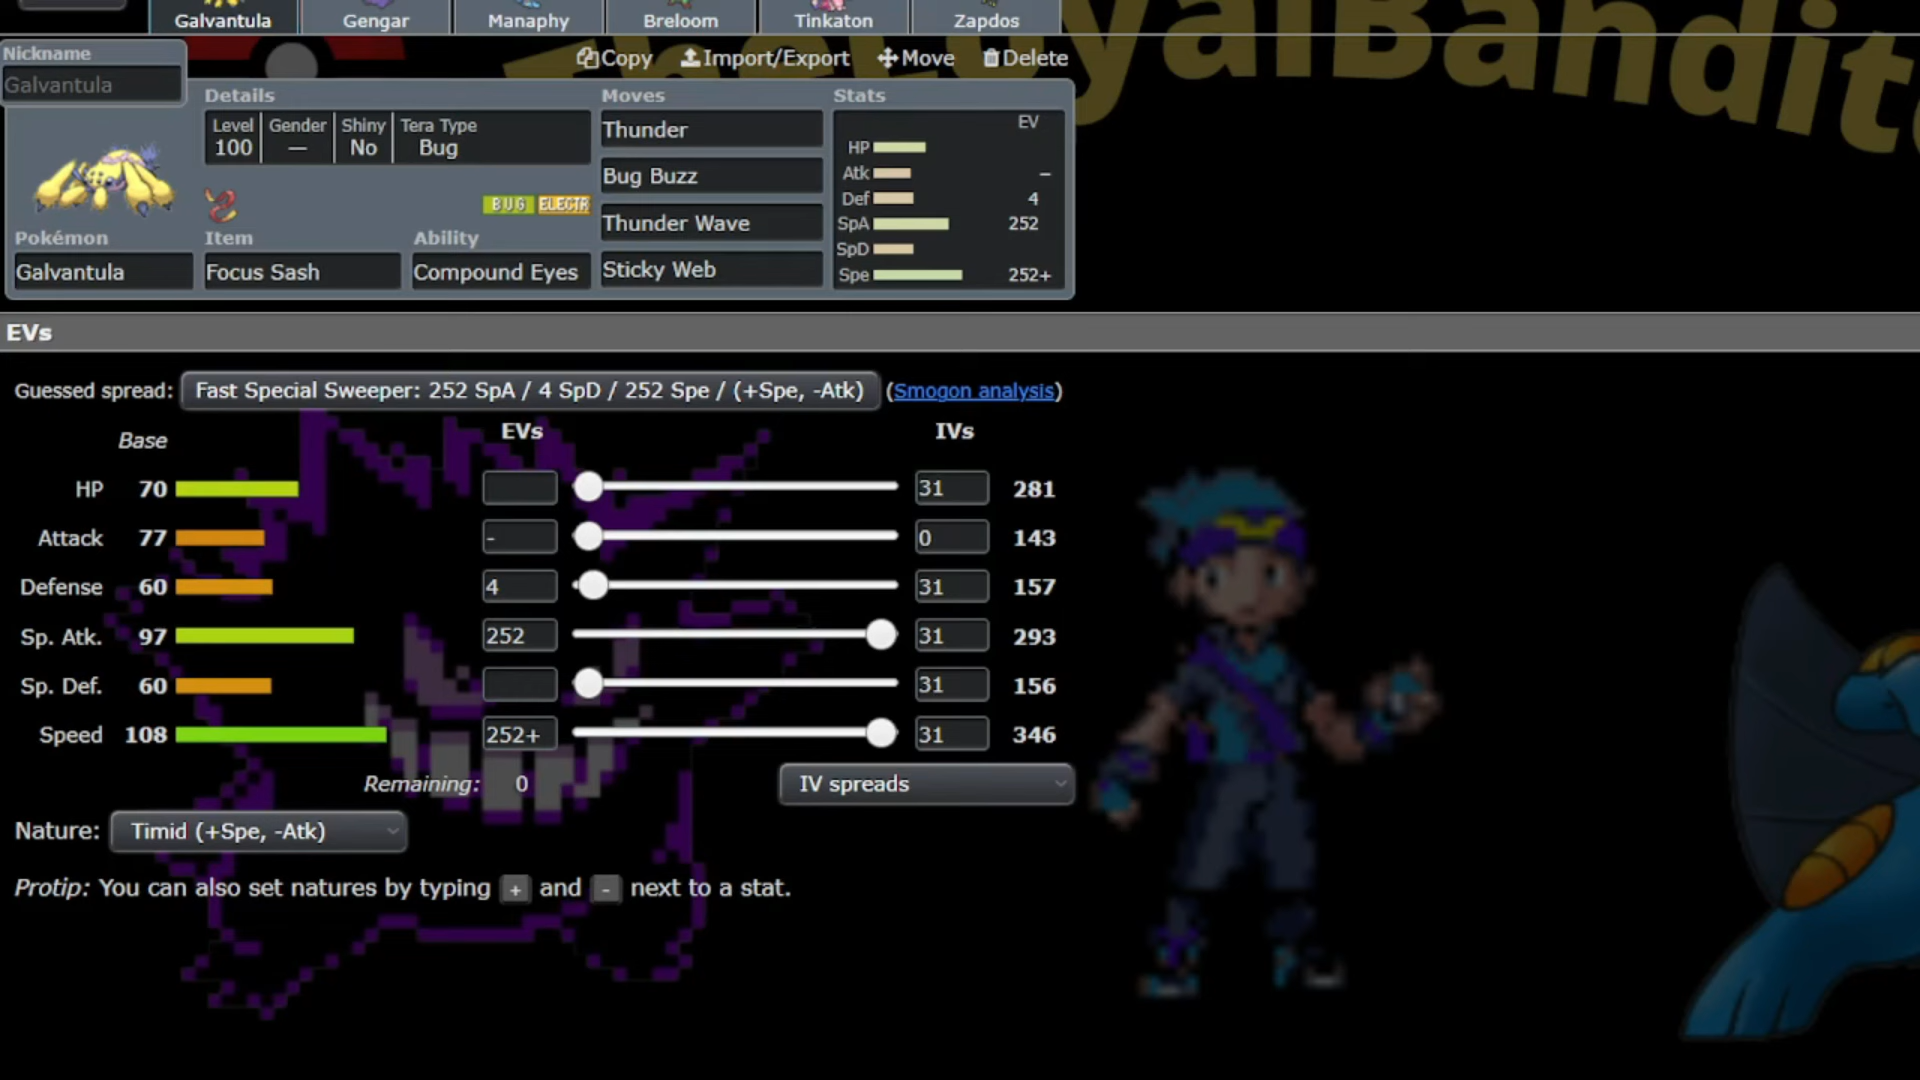 Galvantula Gengar Manaphy Breloom Tinkaton Zapdos
TheLoyalBandit
Nickname
Galvantula
Copy Import/Export Move Delete
Details
Level Gender Shiny Tera Type
100 — No Bug
BUG ELECTR
Pokémon Item Ability
Galvantula Focus Sash Compound Eyes
Moves
Thunder
Bug Buzz
Thunder Wave
Sticky Web
Stats
EV
HP
Atk –
Def 4
SpA 252
SpD
Spe 252+
EVs
Guessed spread: Fast Special Sweeper: 252 SpA / 4 SpD / 252 Spe / (+Spe, -Atk) (Smogon analysis)
Base EVs IVs
HP 70 31 281
Attack 77 - 0 143
Defense 60 4 31 157
Sp. Atk. 97 252 31 293
Sp. Def. 60 31 156
Speed 108 252+ 31 346
Remaining: 0 IV spreads
Nature: Timid (+Spe, -Atk)
Protip: You can also set natures by typing + and - next to a stat.